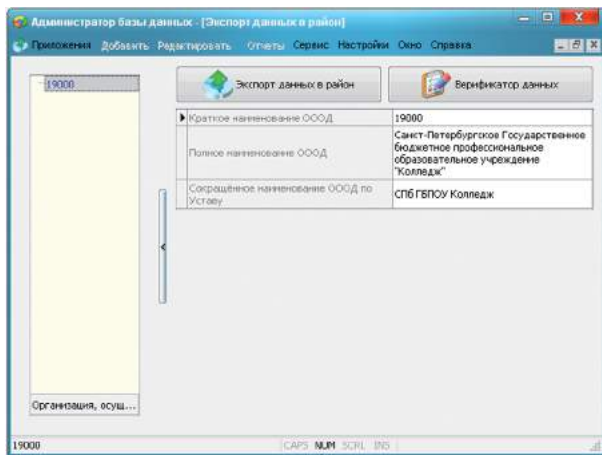 Администратор базы данных - [Экспорт данных в район]
Приложения Добавить Редактировать Отчеты Сервис Настройки Окно Справка
19000
Экспорт данных в район
Верификатор данных
Краткое наименование ОООД
19000
Полное наименование ОООД
Санкт-Петербургское Государственное
бюджетное профессиональное
образовательное учреждение
"Колледж"
Сокращённое наименование ОООД по
Уставу
СПб ГБПОУ Колледж
Организация, осущ...
19000
CAPS NUM SCRL INS